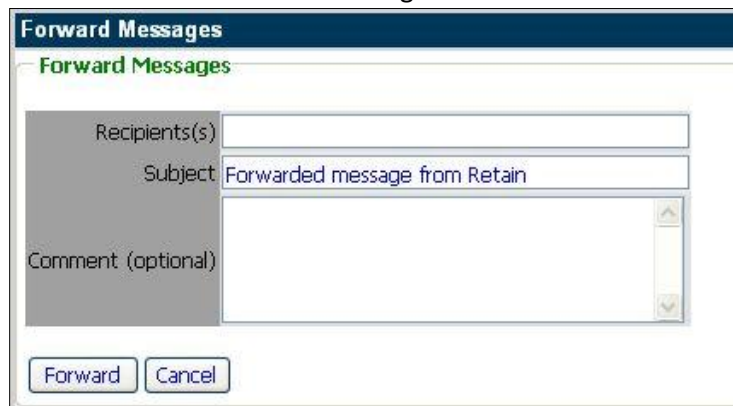 Forward Messages
Forward Messages
Recipients(s)
Subject Forwarded message from Retain
Comment (optional)
Forward Cancel